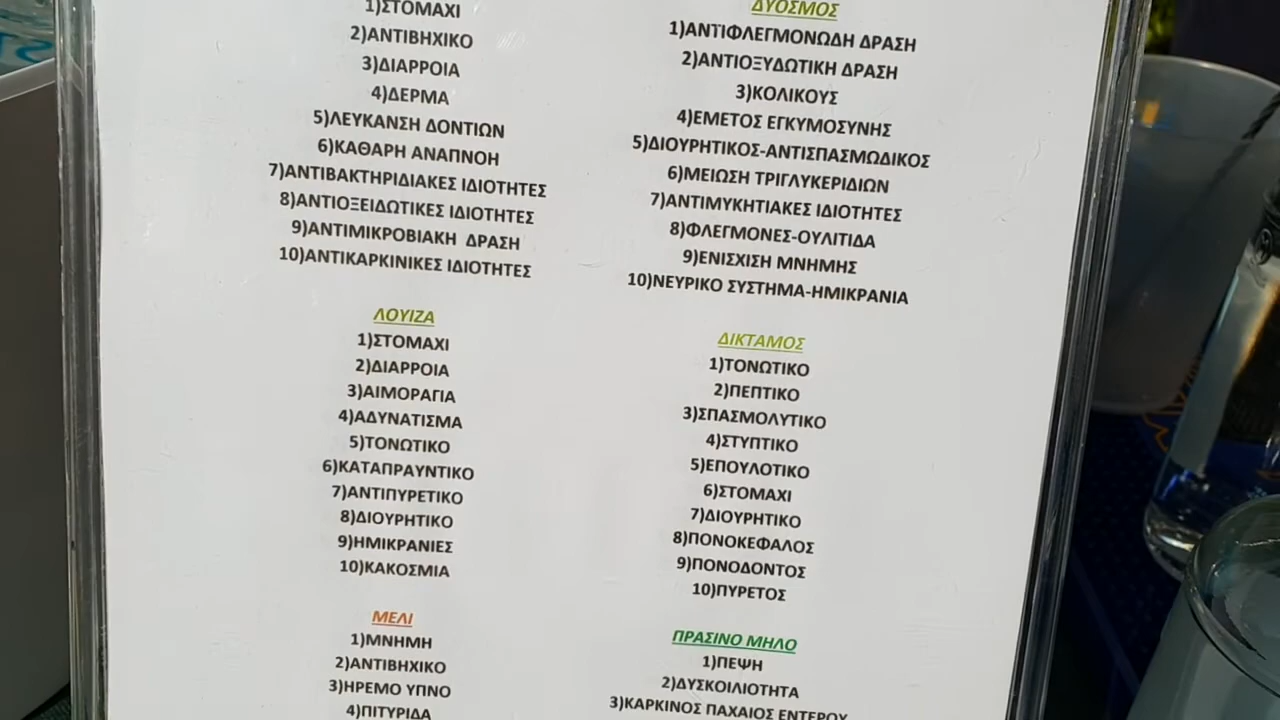 1)ΣΤΟΜΑΧΙ
2)ΑΝΤΙΒΗΧΙΚΟ
3)ΔΙΑΡΡΟΙΑ
4)ΔΕΡΜΑ
5)ΛΕΥΚΑΝΣΗ ΔΟΝΤΙΩΝ
6)ΚΑΘΑΡΗ ΑΝΑΠΝΟΗ
7)ΑΝΤΙΒΑΚΤΗΡΙΔΙΑΚΕΣ ΙΔΙΟΤΗΤΕΣ
8)ΑΝΤΙΟΞΕΙΔΩΤΙΚΕΣ ΙΔΙΟΤΗΤΕΣ
9)ΑΝΤΙΜΙΚΡΟΒΙΑΚΗ ΔΡΑΣΗ
10)ΑΝΤΙΚΑΡΚΙΝΙΚΕΣ ΙΔΙΟΤΗΤΕΣ
ΔΥΟΣΜΟΣ
1)ΑΝΤΙΦΛΕΓΜΟΝΩΔΗ ΔΡΑΣΗ
2)ΑΝΤΙΟΞΥΔΩΤΙΚΗ ΔΡΑΣΗ
3)ΚΟΛΙΚΟΥΣ
4)ΕΜΕΤΟΣ ΕΓΚΥΜΟΣΥΝΗΣ
5)ΔΙΟΥΡΗΤΙΚΟΣ-ΑΝΤΙΣΠΑΣΜΩΔΙΚΟΣ
6)ΜΕΙΩΣΗ ΤΡΙΓΛΥΚΕΡΙΔΙΩΝ
7)ΑΝΤΙΜΥΚΗΤΙΑΚΕΣ ΙΔΙΟΤΗΤΕΣ
8)ΦΛΕΓΜΟΝΕΣ-ΟΥΛΙΤΙΔΑ
9)ΕΝΙΣΧΙΣΗ ΜΝΗΜΗΣ
10)ΝΕΥΡΙΚΟ ΣΥΣΤΗΜΑ-ΗΜΙΚΡΑΝΙΑ
ΛΟΥΙΖΑ
1)ΣΤΟΜΑΧΙ
2)ΔΙΑΡΡΟΙΑ
3)ΑΙΜΟΡΑΓΙΑ
4)ΑΔΥΝΑΤΙΣΜΑ
5)ΤΟΝΩΤΙΚΟ
6)ΚΑΤΑΠΡΑΥΝΤΙΚΟ
7)ΑΝΤΙΠΥΡΕΤΙΚΟ
8)ΔΙΟΥΡΗΤΙΚΟ
9)ΗΜΙΚΡΑΝΙΕΣ
10)ΚΑΚΟΣΜΙΑ
ΔΙΚΤΑΜΟΣ
1)ΤΟΝΩΤΙΚΟ
2)ΠΕΠΤΙΚΟ
3)ΣΠΑΣΜΟΛΥΤΙΚΟ
4)ΣΤΥΠΤΙΚΟ
5)ΕΠΟΥΛΟΤΙΚΟ
6)ΣΤΟΜΑΧΙ
7)ΔΙΟΥΡΗΤΙΚΟ
8)ΠΟΝΟΚΕΦΑΛΟΣ
9)ΠΟΝΟΔΟΝΤΟΣ
10)ΠΥΡΕΤΟΣ
ΜΕΛΙ
1)ΜΝΗΜΗ
2)ΑΝΤΙΒΗΧΙΚΟ
3)ΗΡΕΜΟ ΥΠΝΟ
4)ΠΙΤΥΡΙΔΑ
ΠΡΑΣΙΝΟ ΜΗΛΟ
1)ΠΕΨΗ
2)ΔΥΣΚΟΙΛΙΟΤΗΤΑ
3)ΚΑΡΚΙΝΟΣ ΠΑΧΑΙΟΣ ΕΝΤΕΡΟΥ